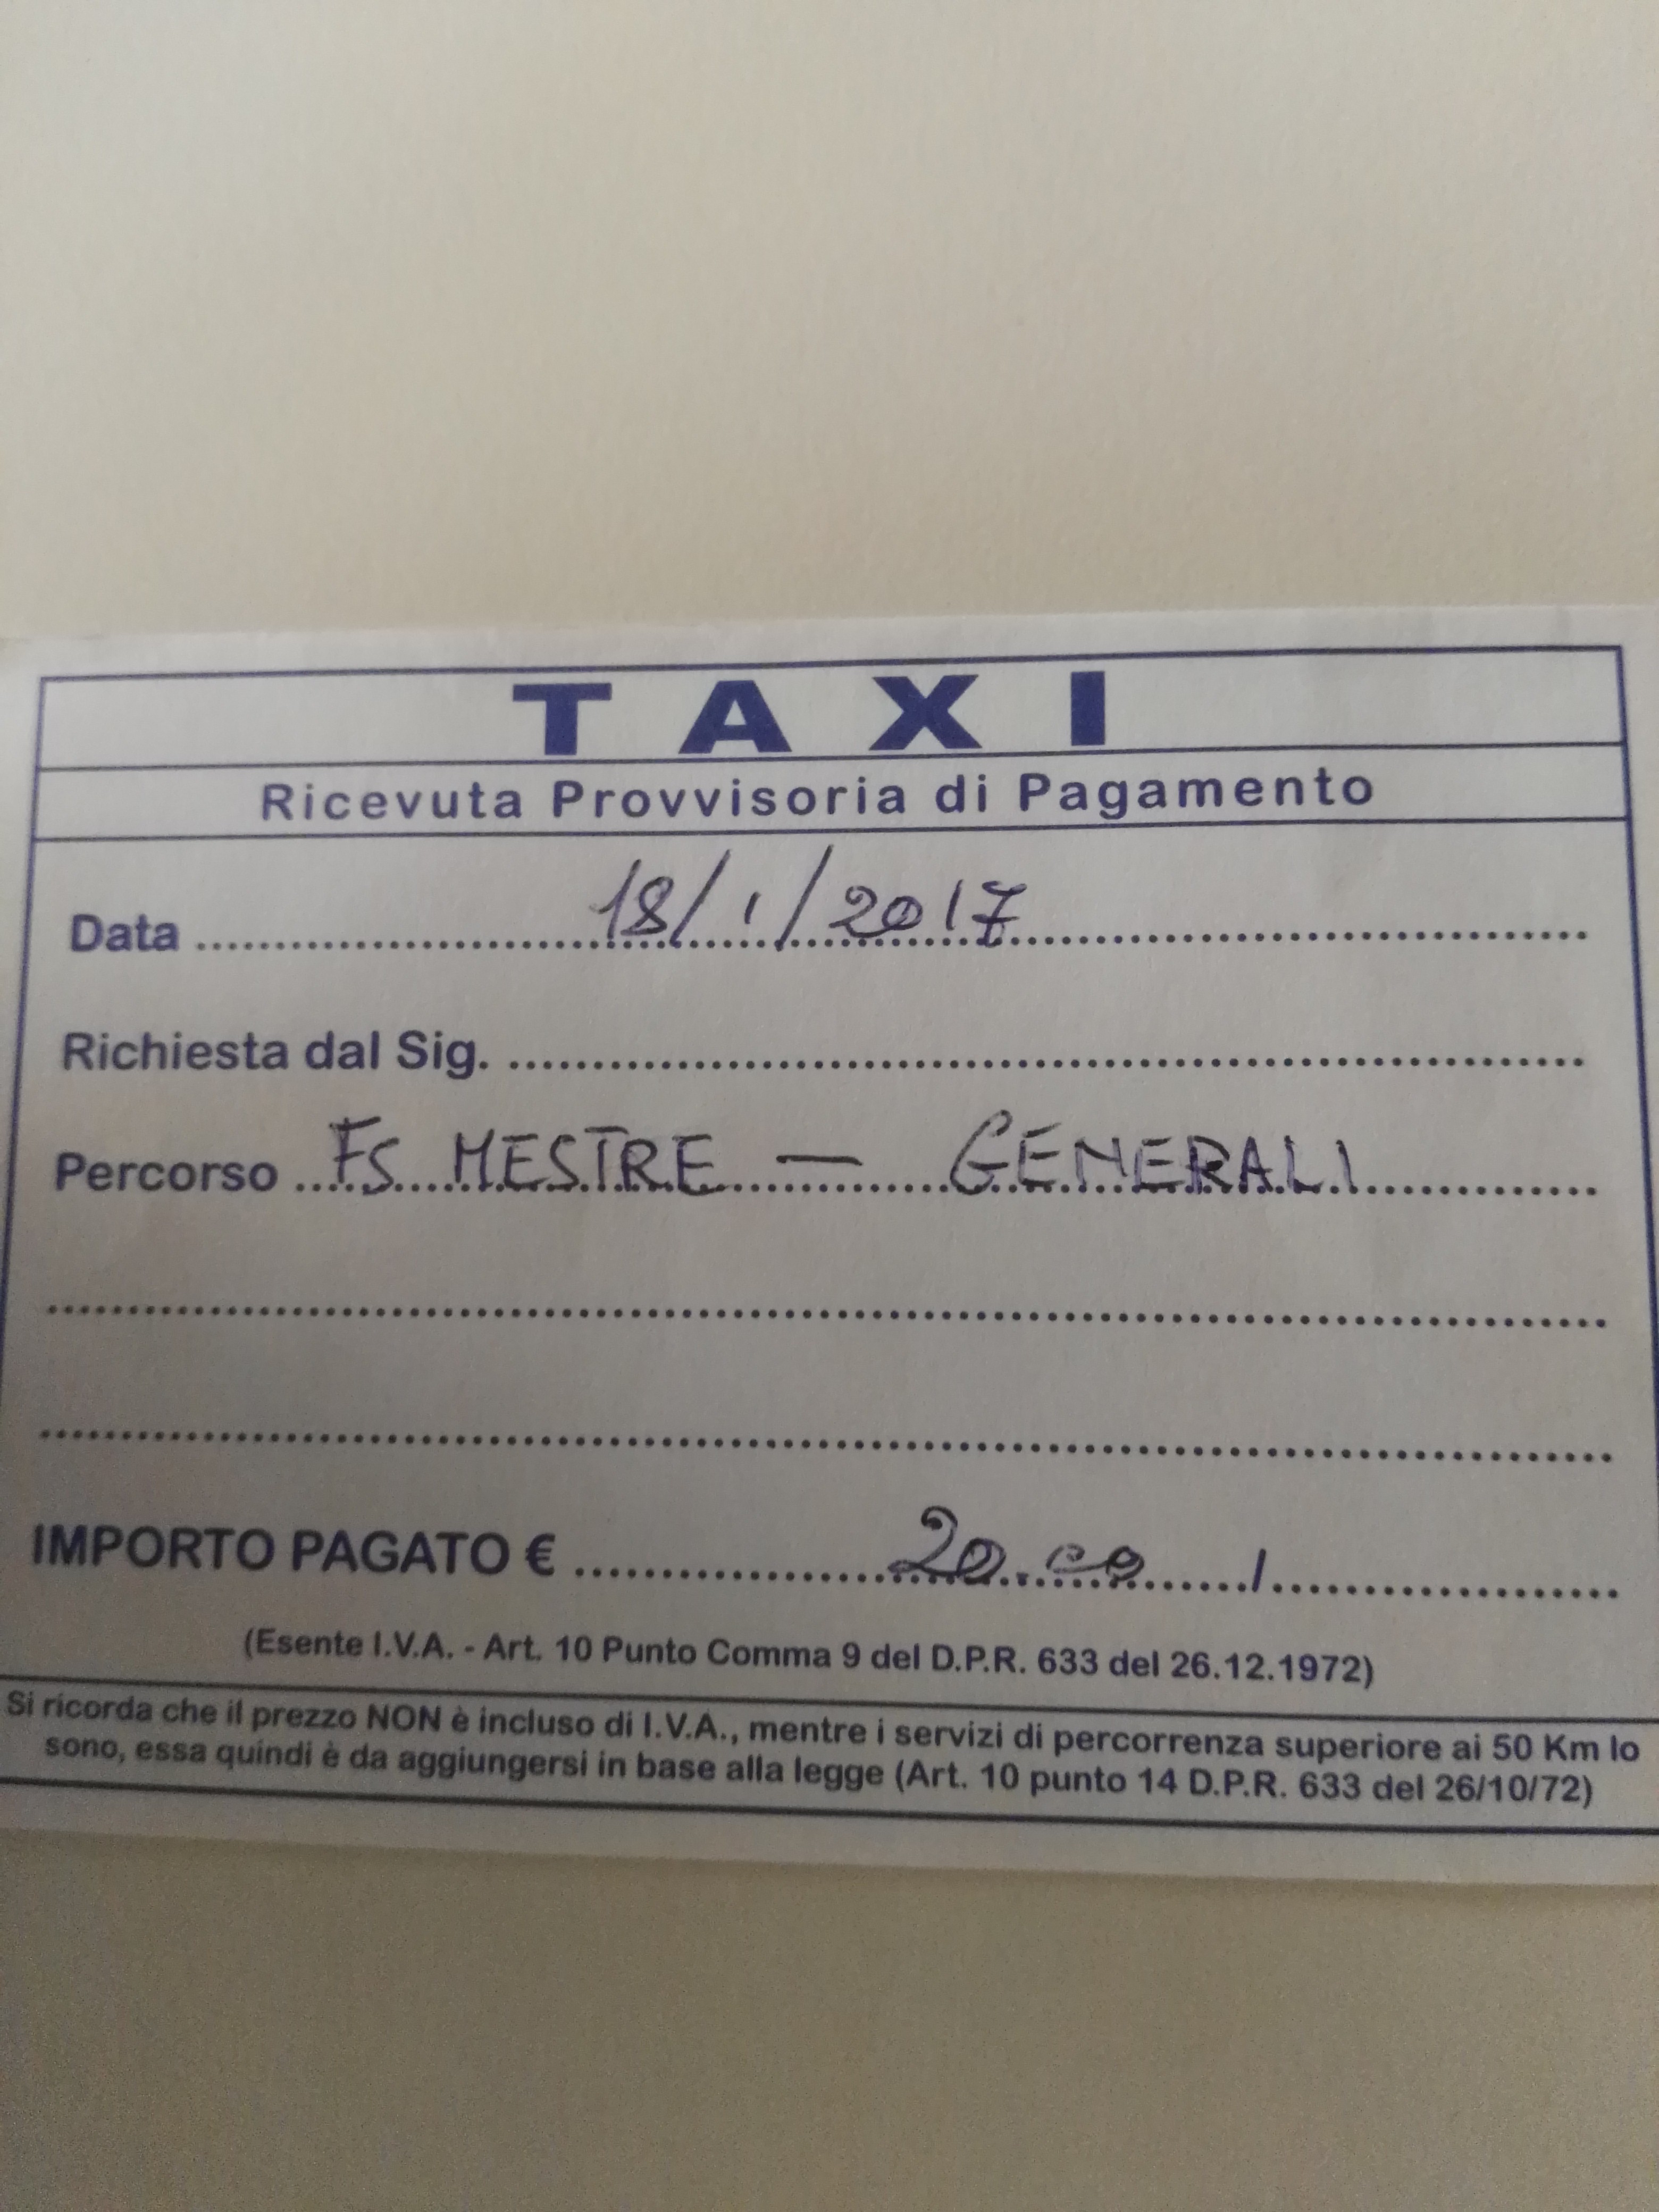 TAXI
Ricevuta Provvisoria di Pagamento
Data ........ 18/1/2017 ........
Richiesta dal Sig. ................
Percorso ... FS MESTRE — GENERALI ........
IMPORTO PAGATO € ........ 20.00 ..../........
(Esente I.V.A. - Art. 10 Punto Comma 9 del D.P.R. 633 del 26.12.1972)
Si ricorda che il prezzo NON è incluso di I.V.A., mentre i servizi di percorrenza superiore ai 50 Km lo
sono, essa quindi è da aggiungersi in base alla legge (Art. 10 punto 14 D.P.R. 633 del 26/10/72)